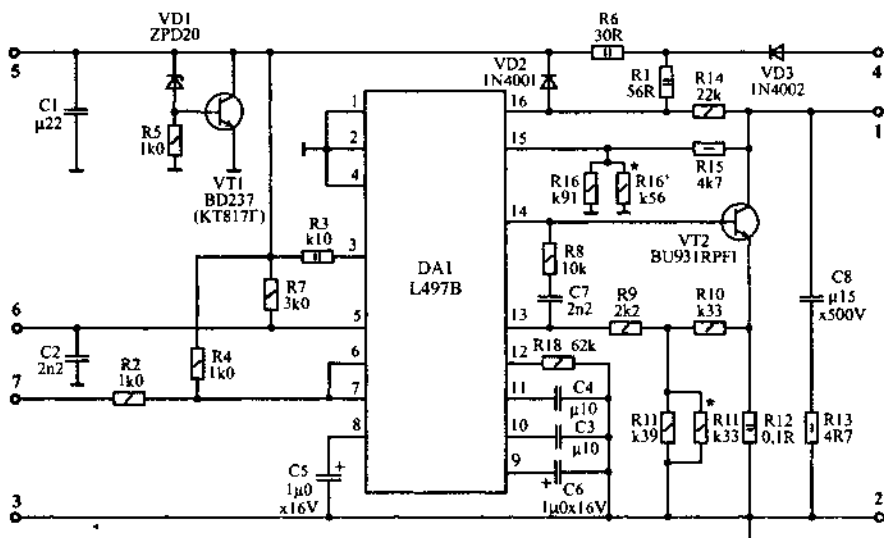 VD1
ZPD20
5
C1
µ22
R5
1k0
VT1
BD237
(КТ817Г)
R3
k10
R7
3k0
6
C2
2n2
7
R2
1k0
R4
1k0
C5
1µ0
x16V
3
1
2
4
3
5
6
7
8
DA1
L497B
16
15
14
13
12
11
10
9
VD2
1N4001
R6
30R
R1
56R
R14
22k
VD3
1N4002
4
1
R15
4k7
R16
k91
*
R16'
k56
VT2
BU931RPF1
R8
10k
C7
2n2
R9
2k2
R10
k33
C8
µ15
x500V
R18 62k
C4
µ10
C3
µ10
C6
1µ0x16V
R11
k39
*
R11
k33
R12
0,1R
R13
4R7
2